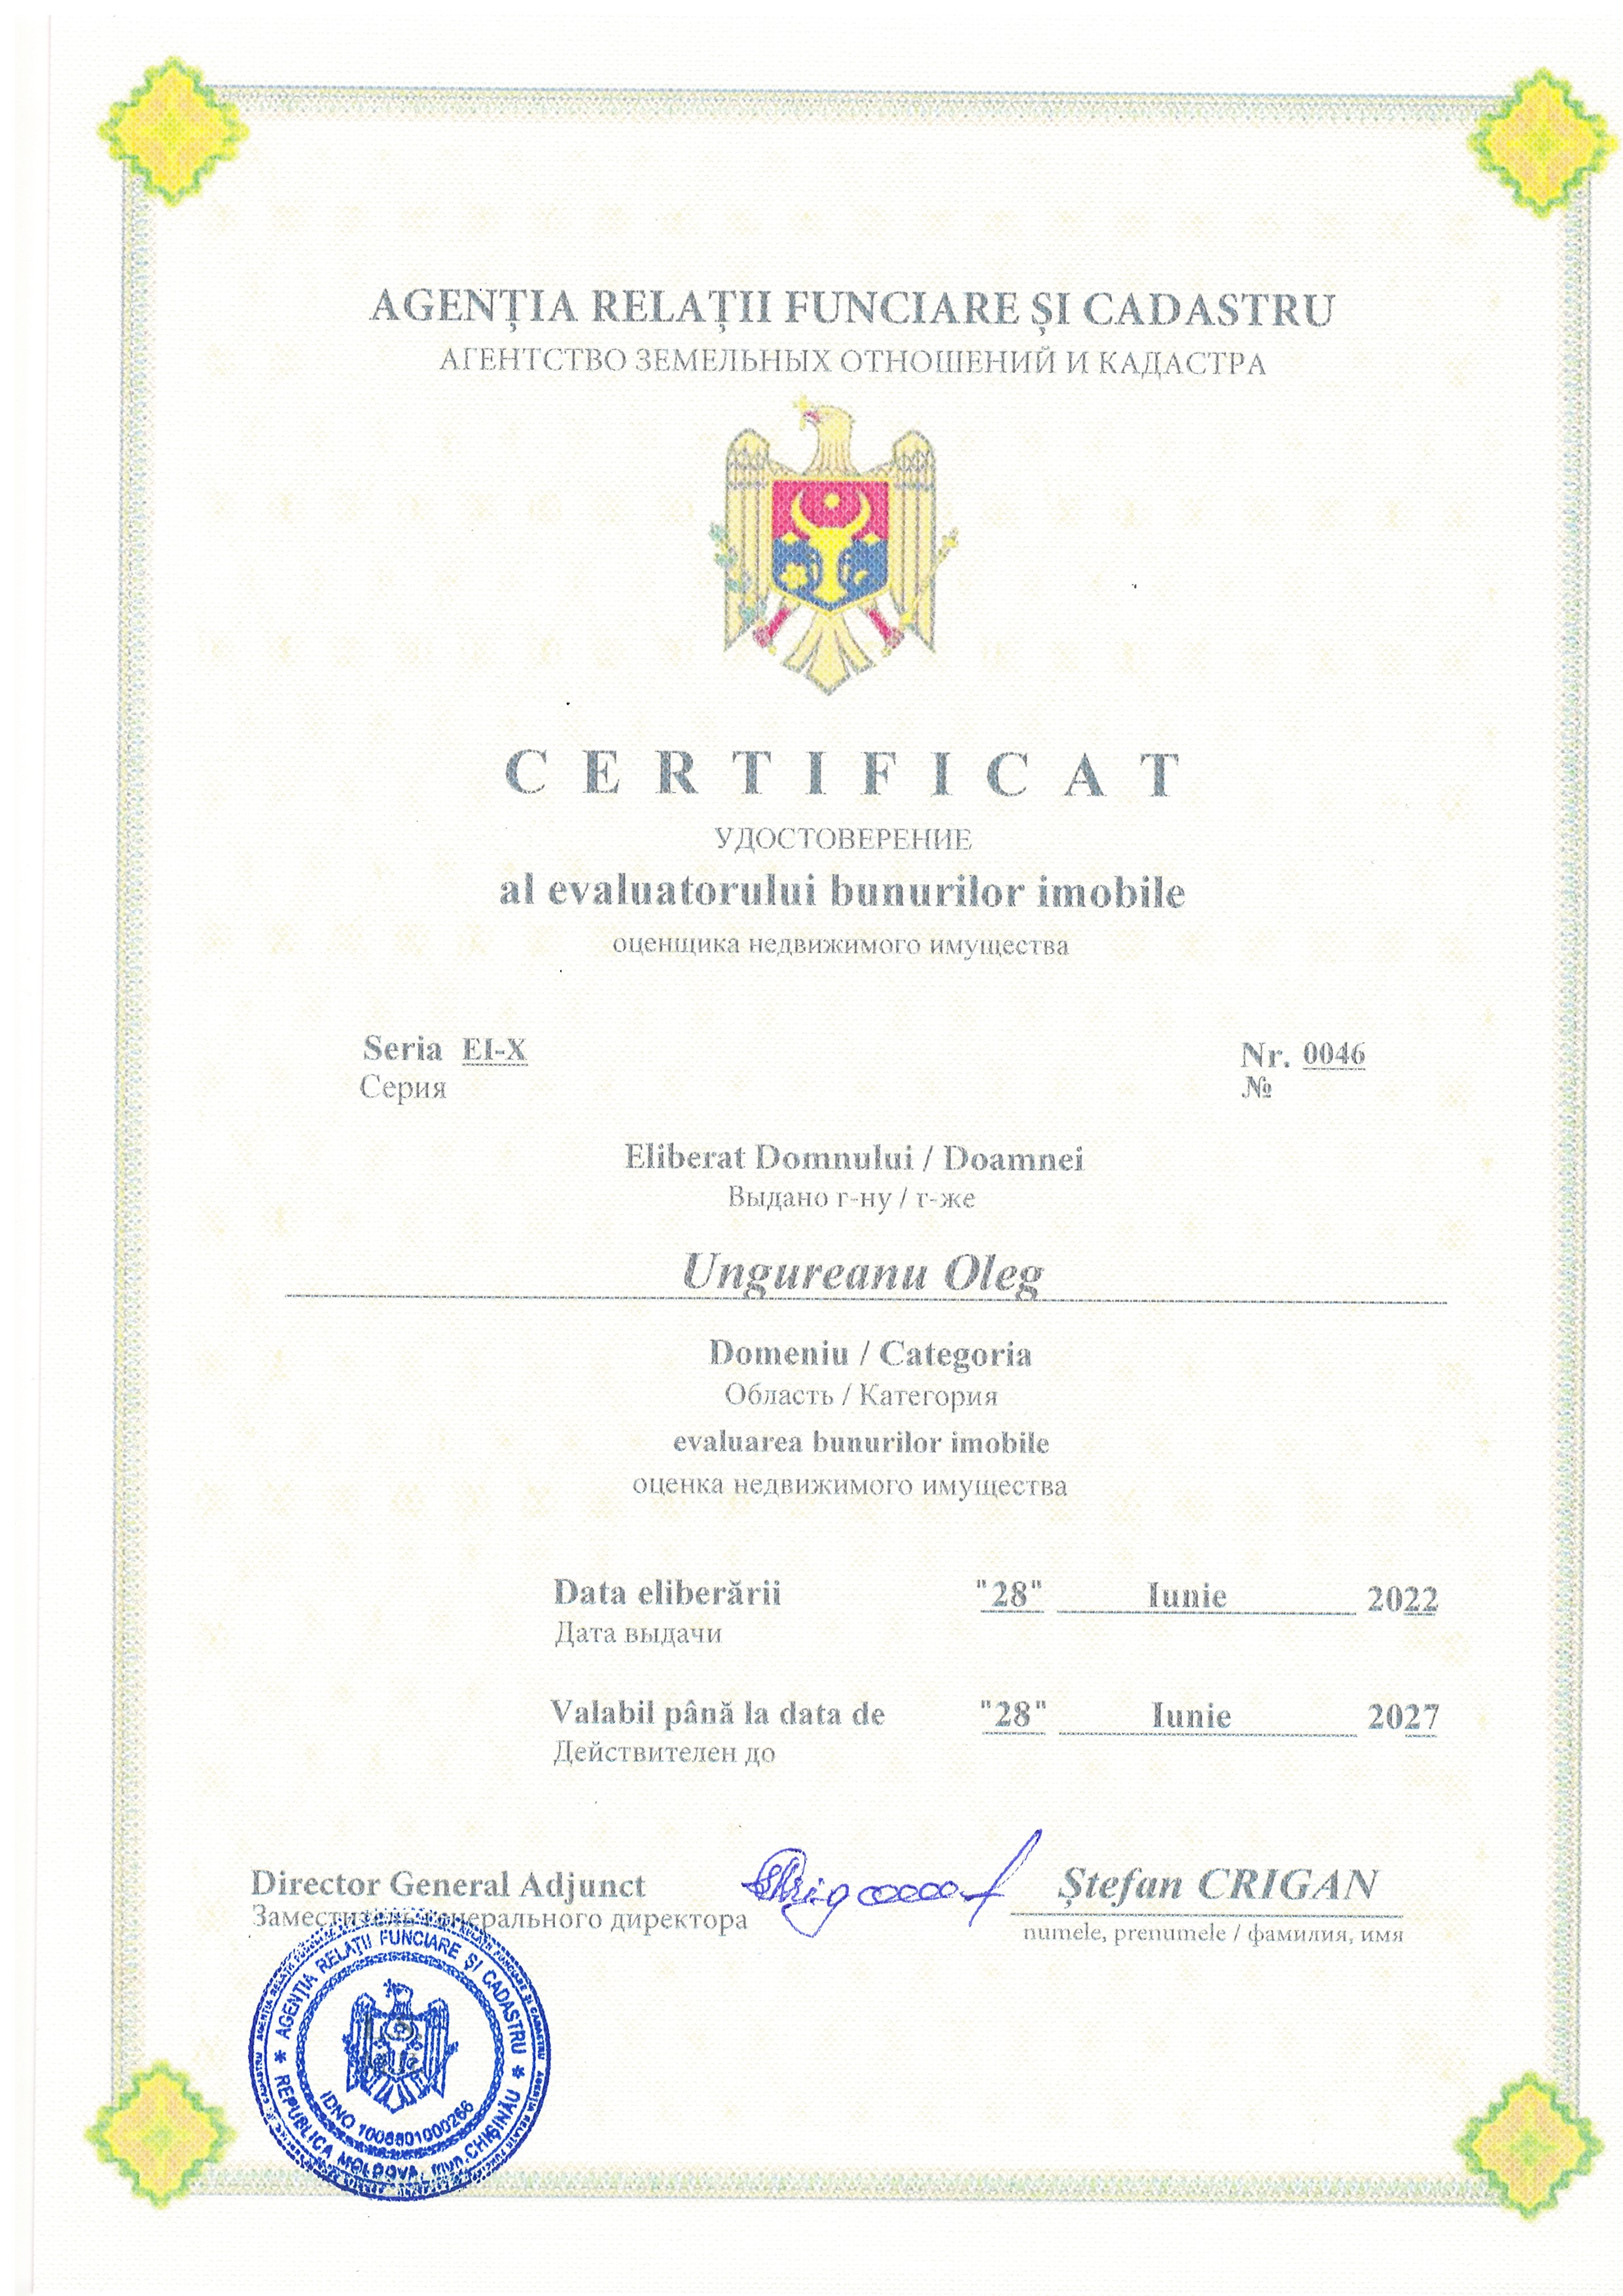 AGENȚIA RELAȚII FUNCIARE ȘI CADASTRU
АГЕНТСТВО ЗЕМЕЛЬНЫХ ОТНОШЕНИЙ И КАДАСТРА
CERTIFICAT
УДОСТОВЕРЕНИЕ
al evaluatorului bunurilor imobile
оценщика недвижимого имущества
Seria EI-X Nr. 0046
Серия №
Eliberat Domnului / Doamnei
Выдано г-ну / г-же
Ungureanu Oleg
Domeniu / Categoria
Область / Категория
evaluarea bunurilor imobile
оценка недвижимого имущества
Data eliberării "28" Iunie 2022
Дата выдачи
Valabil până la data de "28" Iunie 2027
Действителен до
Director General Adjunct Ștefan CRIGAN
Заместитель генерального директора numele, prenumele / фамилия, имя
AGENȚIA RELAȚII FUNCIARE ȘI CADASTRU
REPUBLICA MOLDOVA, mun. CHIȘINĂU
IDNO